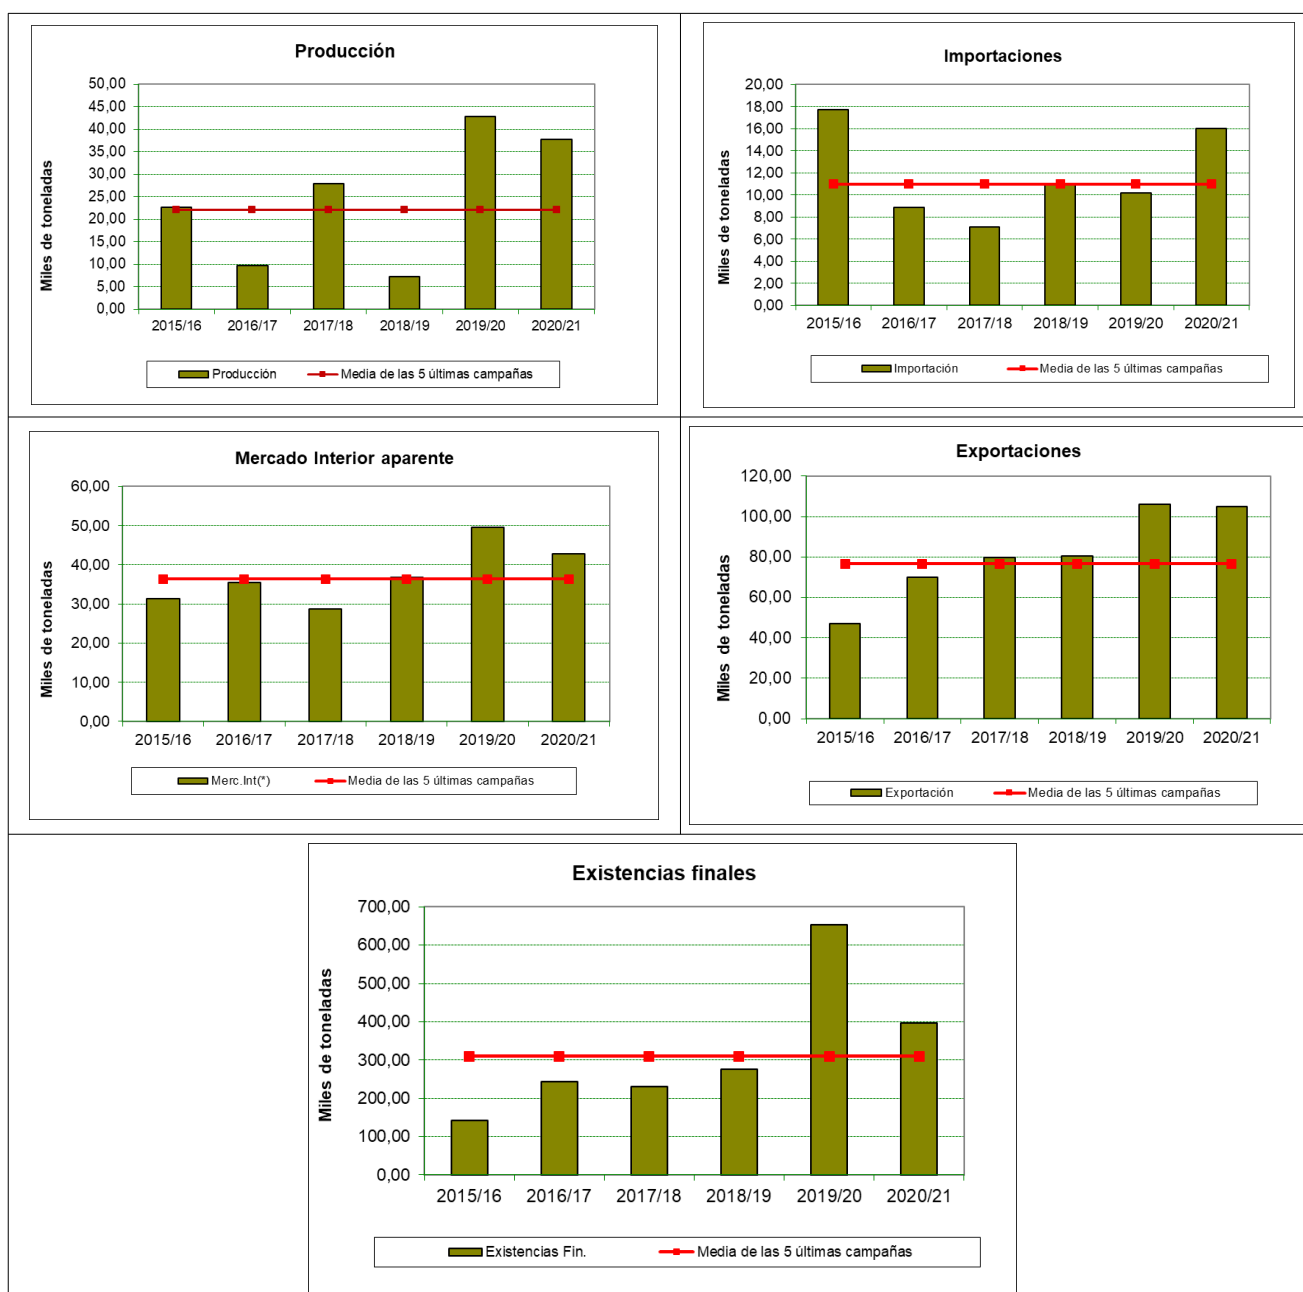 Producción
Miles de toneladas
50,00
45,00
40,00
35,00
30,00
25,00
20,00
15,00
10,00
5,00
0,00
2015/16 2016/17 2017/18 2018/19 2019/20 2020/21
Producción Media de las 5 últimas campañas
Importaciones
Miles de toneladas
20,00
18,00
16,00
14,00
12,00
10,00
8,00
6,00
4,00
2,00
0,00
2015/16 2016/17 2017/18 2018/19 2019/20 2020/21
Importación Media de las 5 últimas campañas
Mercado Interior aparente
Miles de toneladas
60,00
50,00
40,00
30,00
20,00
10,00
0,00
2015/16 2016/17 2017/18 2018/19 2019/20 2020/21
Merc.Int(*) Media de las 5 últimas campañas
Exportaciones
Miles de toneladas
120,00
100,00
80,00
60,00
40,00
20,00
0,00
2015/16 2016/17 2017/18 2018/19 2019/20 2020/21
Exportación Media de las 5 últimas campañas
Existencias finales
Miles de toneladas
700,00
600,00
500,00
400,00
300,00
200,00
100,00
0,00
2015/16 2016/17 2017/18 2018/19 2019/20 2020/21
Existencias Fin. Media de las 5 últimas campañas